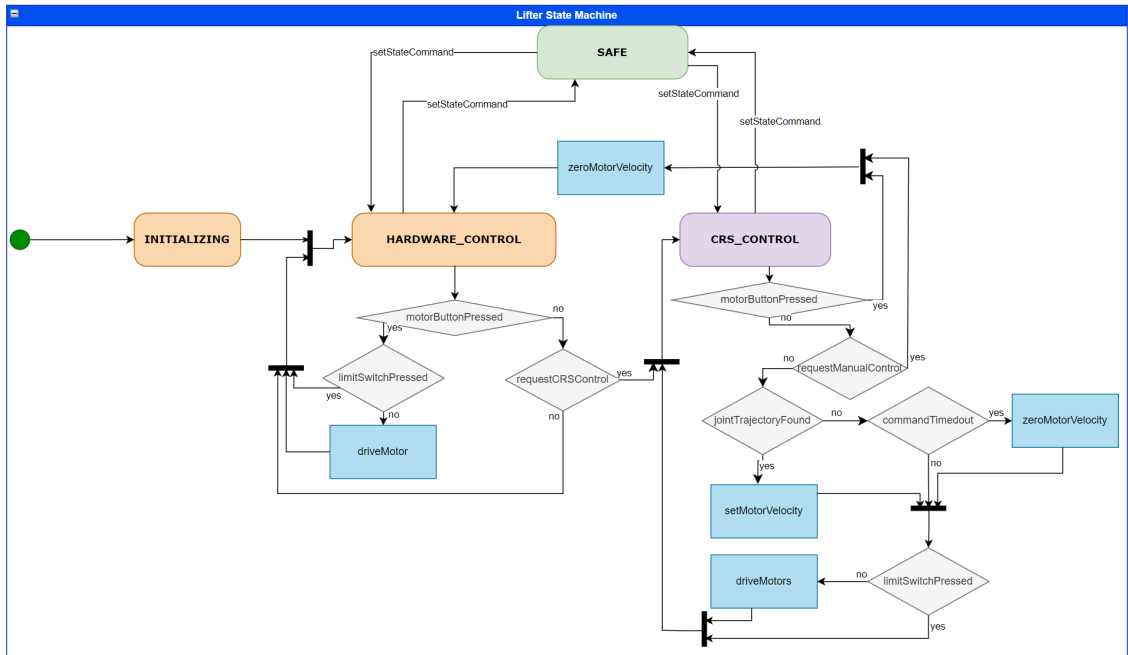 Lifter State Machine
SAFE
setStateCommand
setStateCommand
setStateCommand
setStateCommand
zeroMotorVelocity
INITIALIZING
HARDWARE_CONTROL
CRS_CONTROL
motorButtonPressed
yes
no
motorButtonPressed
yes
no
limitSwitchPressed
yes
no
requestCRSControl
yes
no
requestManualControl
no
yes
driveMotor
jointTrajectoryFound
no
yes
commandTimedout
yes
no
zeroMotorVelocity
setMotorVelocity
limitSwitchPressed
no
yes
driveMotors